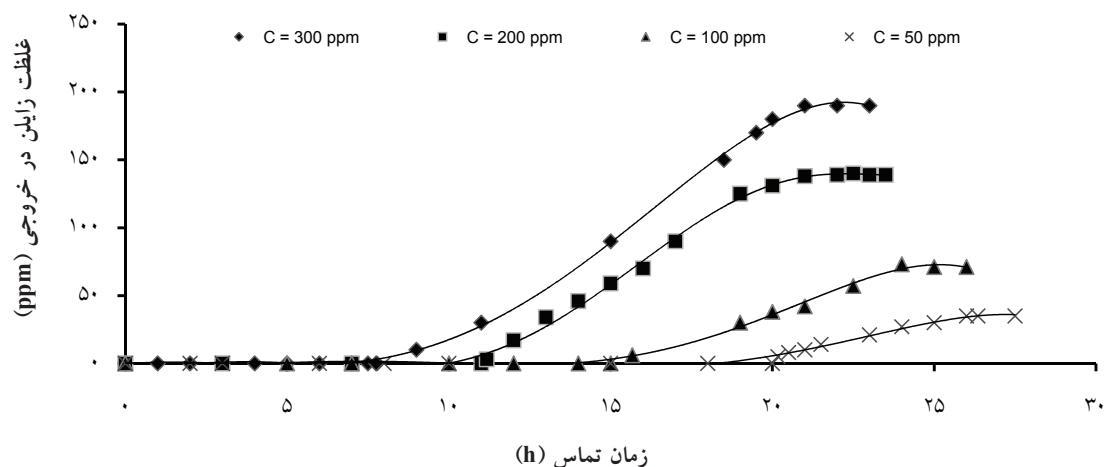 غلظت زایلن در خروجی (ppm)
۲۵۰
۲۰۰
۱۵۰
۱۰۰
۵۰
۰
C = 300 ppm C = 200 ppm C = 100 ppm C = 50 ppm
۰ ۵ ۱۰ ۱۵ ۲۰ ۲۵ ۳۰
زمان تماس (h)